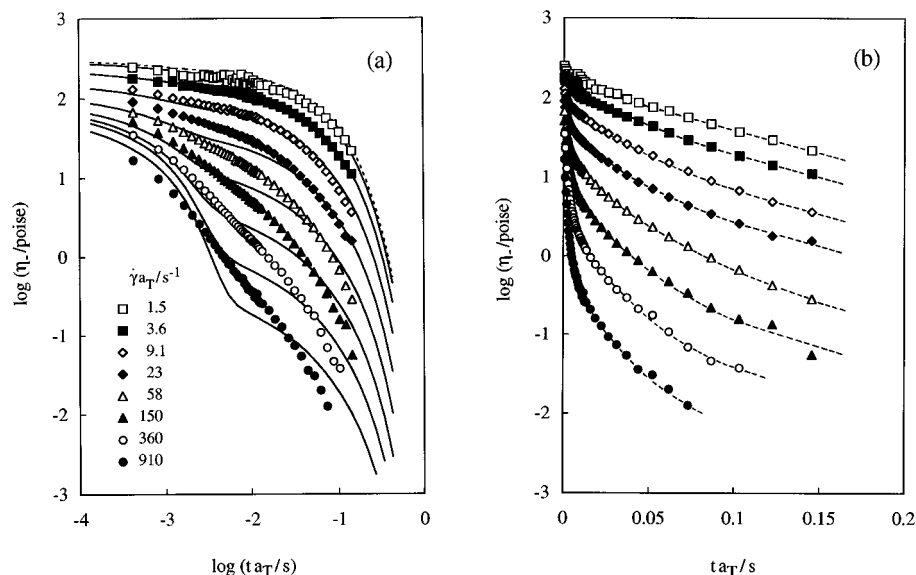 3
2
1
0
-1
-2
-3
log (η₋/poise)
(a)
γ̇a_T/s⁻¹
1.5
3.6
9.1
23
58
150
360
910
-4 -3 -2 -1 0
log (t a_T/s)
3
2
1
0
-1
-2
-3
log (η₋/poise)
(b)
0 0.05 0.1 0.15 0.2
t a_T/s